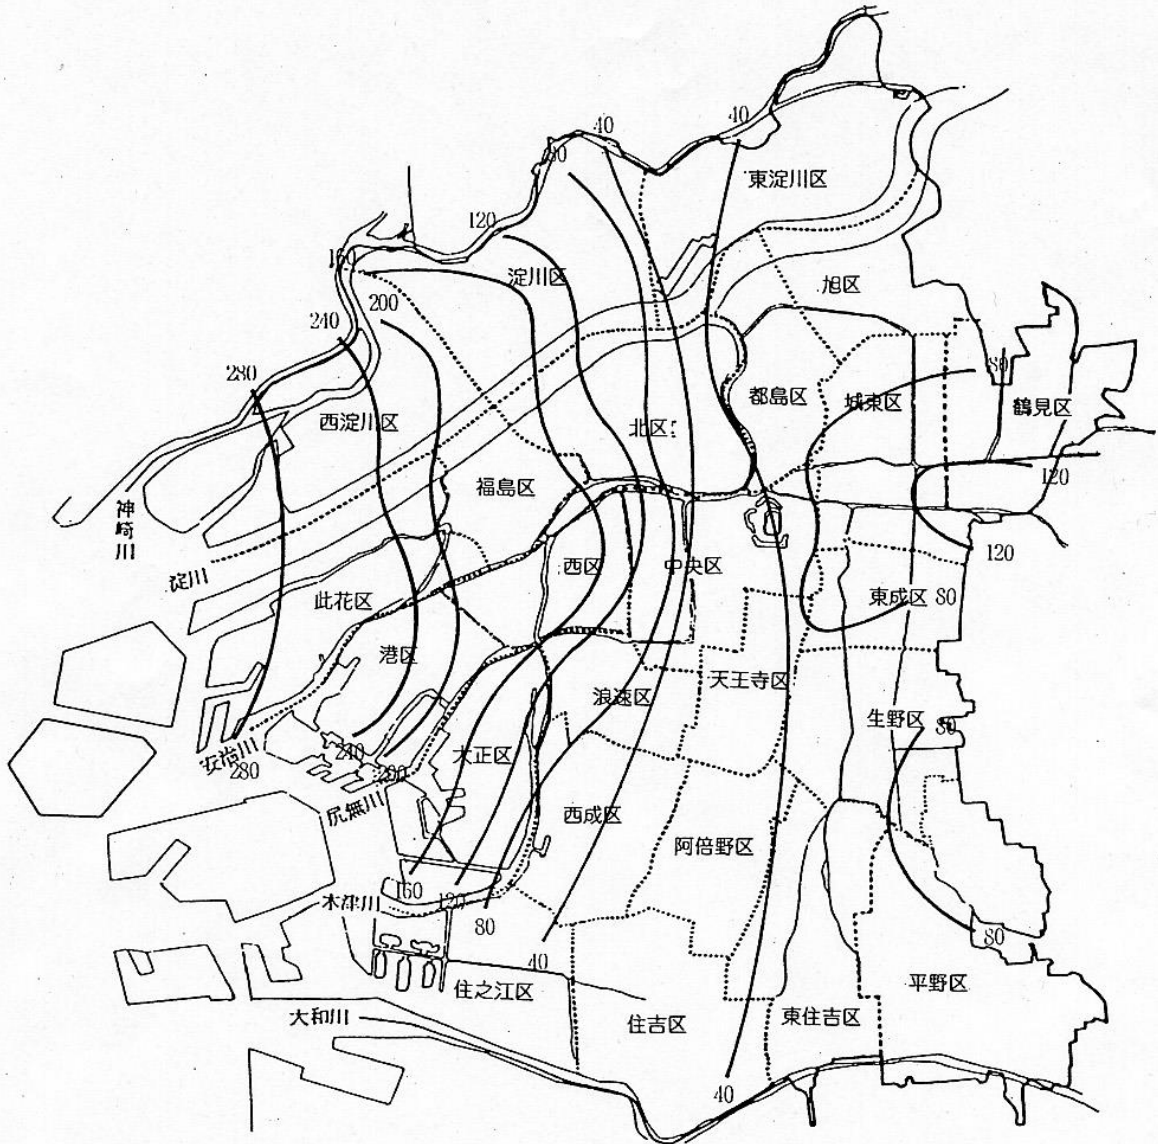 40
40
80
東淀川区
120
淀川区
160
旭区
200
240
280
80
都島区
城東区
鶴見区
西淀川区
北区
福島区
120
神崎川
120
西区
中央区
淀川
東成区
80
此花区
港区
天王寺区
浪速区
生野区
80
安治川
240
大正区
280
200
尻無川
西成区
阿倍野区
160
120
木津川
80
80
40
住之江区
平野区
大和川
住吉区
東住吉区
40